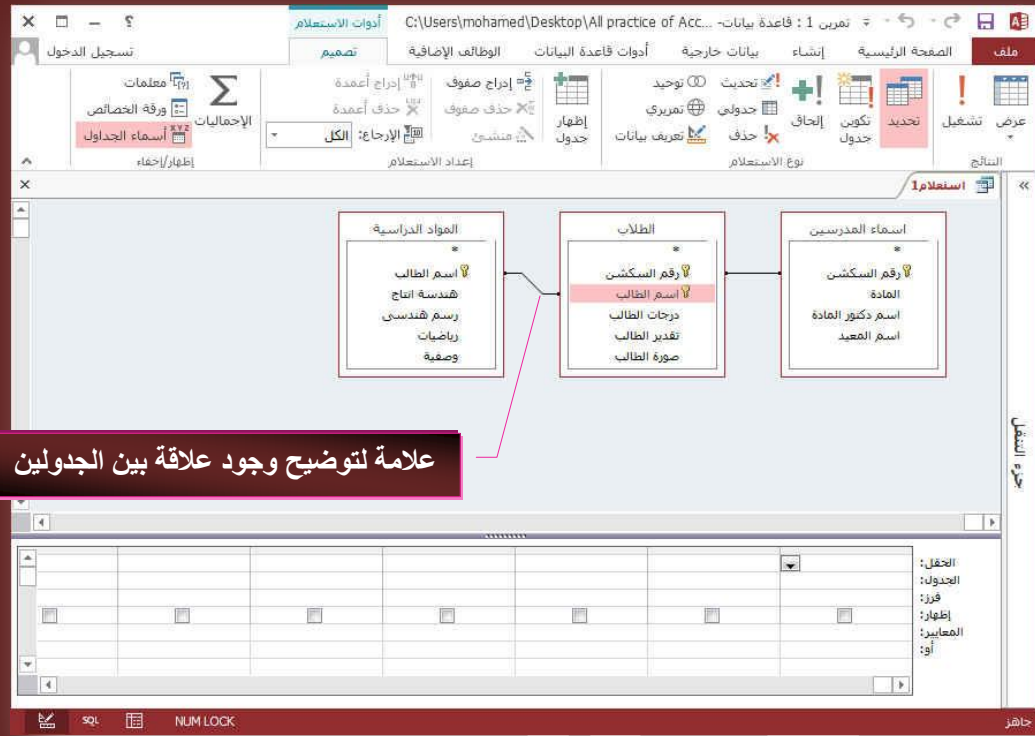 تمرين 1 : قاعدة بيانات- C:\Users\mohamed\Desktop\All practice of Acc...
أدوات الاستعلام
ملف
الصفحة الرئيسية
إنشاء
بيانات خارجية
أدوات قاعدة البيانات
الوظائف الإضافية
تصميم
تسجيل الدخول
عرض
تشغيل
تحديد
تكوين جدول
إلحاق
تحديث
جدولي
حذف
توحيد
تمريري
تعريف بيانات
إظهار جدول
إدراج صفوف
حذف صفوف
منشئ
إدراج أعمدة
حذف أعمدة
الإرجاع: الكل
الإجماليات
معلمات
ورقة الخصائص
أسماء الجداول
النتائج
نوع الاستعلام
إعداد الاستعلام
إظهار/إخفاء
استعلام1
جزء التنقل
اسماء المدرسين
*
رقم السكشن
المادة
اسم دكتور المادة
اسم المعيد
الطلاب
*
رقم السكشن
اسم الطالب
درجات الطالب
تقدير الطالب
صورة الطالب
المواد الدراسية
*
اسم الطالب
هندسة انتاج
رسم هندسى
رياضيات
وصفية
علامة لتوضيح وجود علاقة بين الجدولين
الحقل:
الجدول:
فرز:
إظهار:
المعايير:
أو:
جاهز
NUM LOCK
SQL